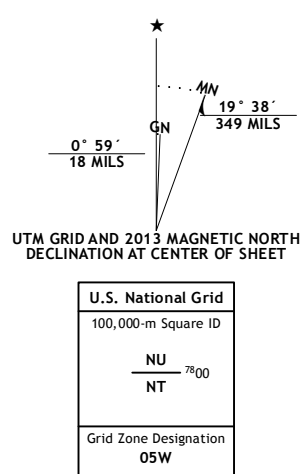 ★
MN
GN
19° 38´
349 MILS
0° 59´
18 MILS
UTM GRID AND 2013 MAGNETIC NORTH
DECLINATION AT CENTER OF SHEET
U.S. National Grid
100,000-m Square ID
NU
7800
NT
Grid Zone Designation
05W